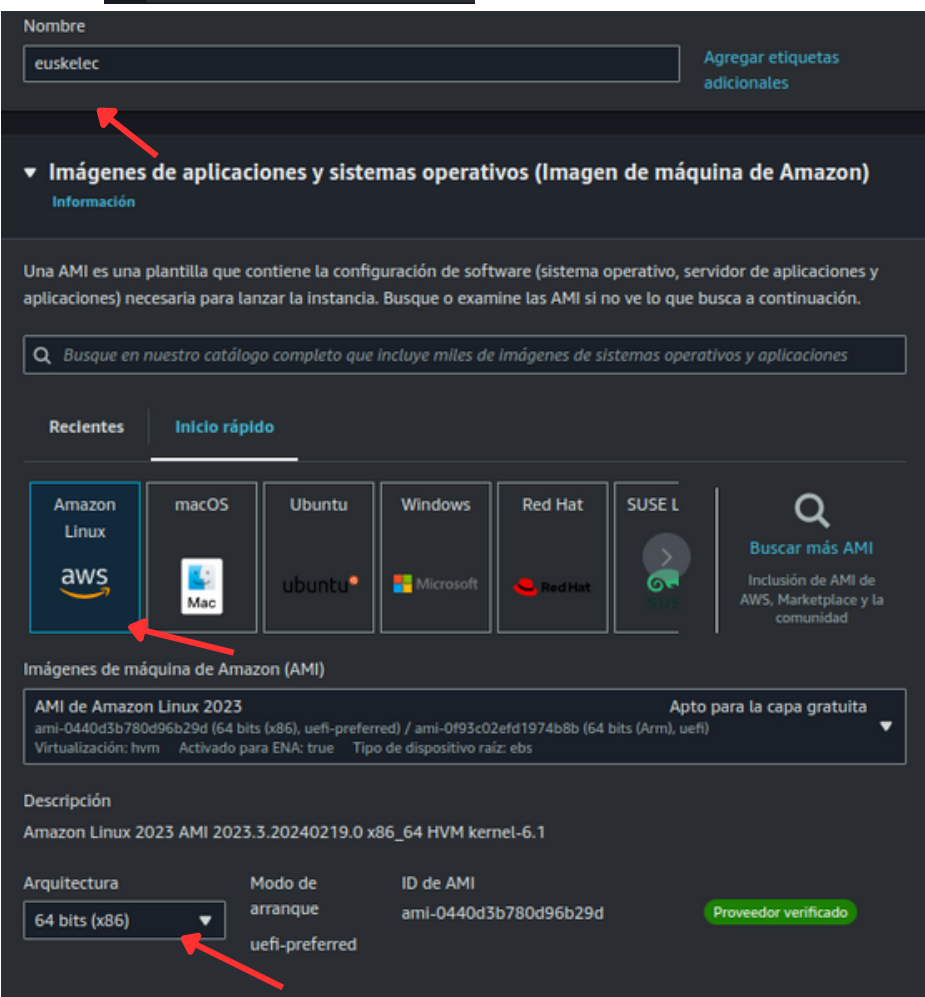 Nombre
euskelec
Agregar etiquetas
adicionales
Imágenes de aplicaciones y sistemas operativos (Imagen de máquina de Amazon)
Información
Una AMI es una plantilla que contiene la configuración de software (sistema operativo, servidor de aplicaciones y
aplicaciones) necesaria para lanzar la instancia. Busque o examine las AMI si no ve lo que busca a continuación.
Busque en nuestro catálogo completo que incluye miles de imágenes de sistemas operativos y aplicaciones
Recientes
Inicio rápido
Amazon
Linux
aws
macOS
Mac
Ubuntu
ubuntu
Windows
Microsoft
Red Hat
Red Hat
SUSE L
SUS
Buscar más AMI
Inclusión de AMI de
AWS, Marketplace y la
comunidad
Imágenes de máquina de Amazon (AMI)
AMI de Amazon Linux 2023
Apto para la capa gratuita
ami-0440d3b780d96b29d (64 bits (x86), uefi-preferred) / ami-0f93c02efd1974b8b (64 bits (Arm), uefi)
Virtualización: hvm Activado para ENA: true Tipo de dispositivo raíz: ebs
Descripción
Amazon Linux 2023 AMI 2023.3.20240219.0 x86_64 HVM kernel-6.1
Arquitectura
64 bits (x86)
Modo de
arranque
uefi-preferred
ID de AMI
ami-0440d3b780d96b29d
Proveedor verificado